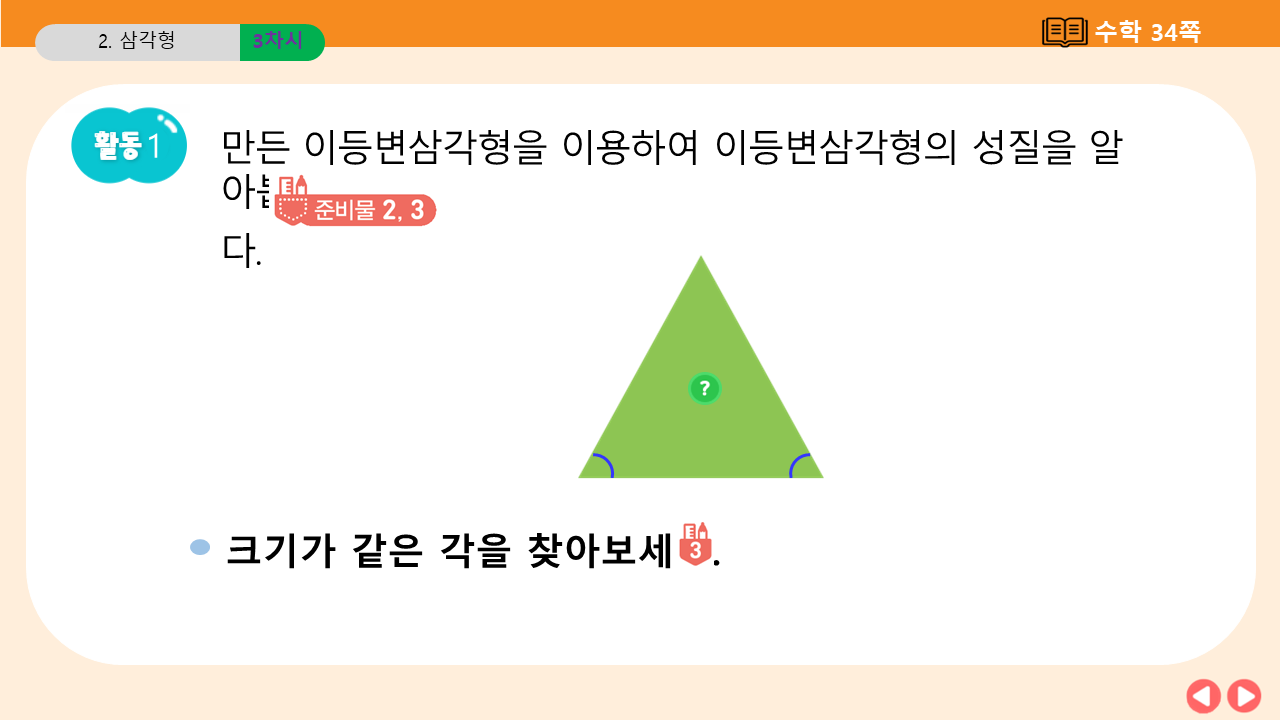 2. 삼각형
3차시
수학 34쪽
활동 1
만든 이등변삼각형을 이용하여 이등변삼각형의 성질을 알
아
준비물 2, 3
다.
?
크기가 같은 각을 찾아보세
3
.